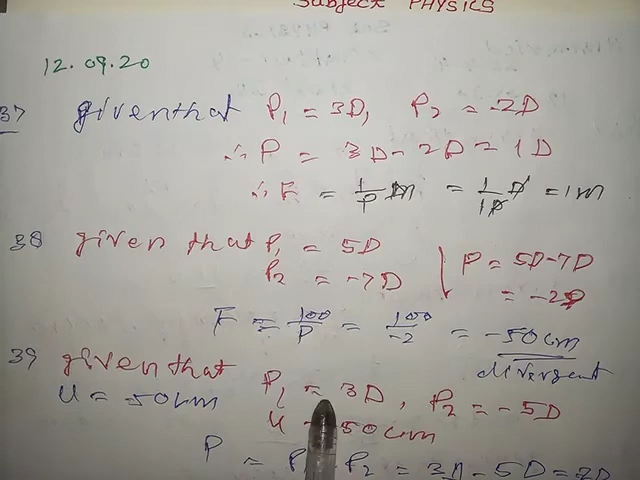 Subject PHYSICS
12.09.20
37 given that P₁ = 3D, P₂ = -2D
∴ P = 3D - 2D = 1D
∴ F = 1/P m = 1/1D = 1m
38 given that P₁ = 5D
P₂ = -7D
P = 5D - 7D
= -2D
F = 100/P = 100/-2 = -50cm
divergent
39 given that P₁ = 3D, P₂ = -5D
U = -50cm
U 50cm
P = P P₂ = 3D - 5D = 2D